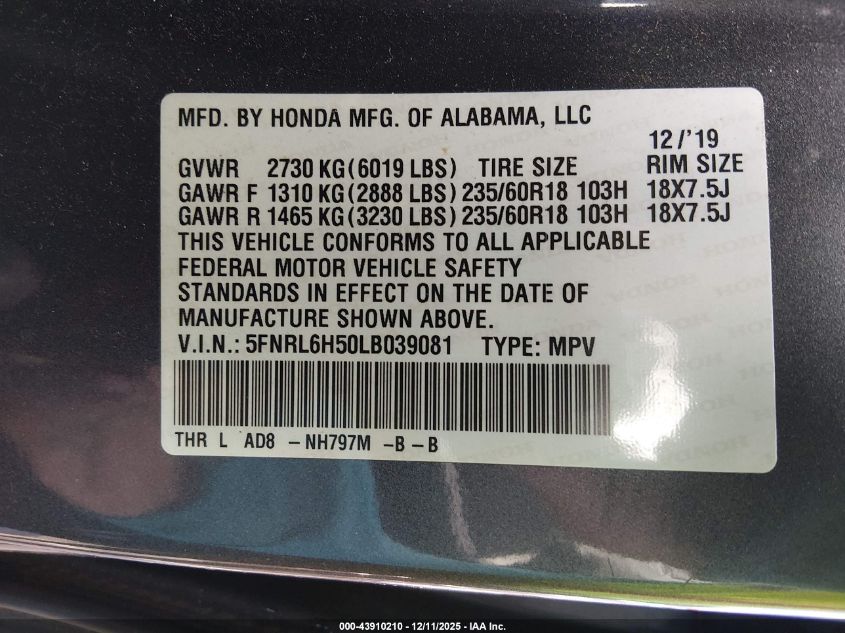 MFD. BY HONDA MFG. OF ALABAMA, LLC
12/'19
GVWR 2730 KG(6019 LBS) TIRE SIZE RIM SIZE
GAWR F 1310 KG(2888 LBS) 235/60R18 103H 18X7.5J
GAWR R 1465 KG(3230 LBS) 235/60R18 103H 18X7.5J
THIS VEHICLE CONFORMS TO ALL APPLICABLE
FEDERAL MOTOR VEHICLE SAFETY
STANDARDS IN EFFECT ON THE DATE OF
MANUFACTURE SHOWN ABOVE.
V.I.N.: 5FNRL6H50LB039081 TYPE: MPV
THR L AD8 -NH797M -B-B
000-43910210 - 12/11/2025 - IAA Inc.